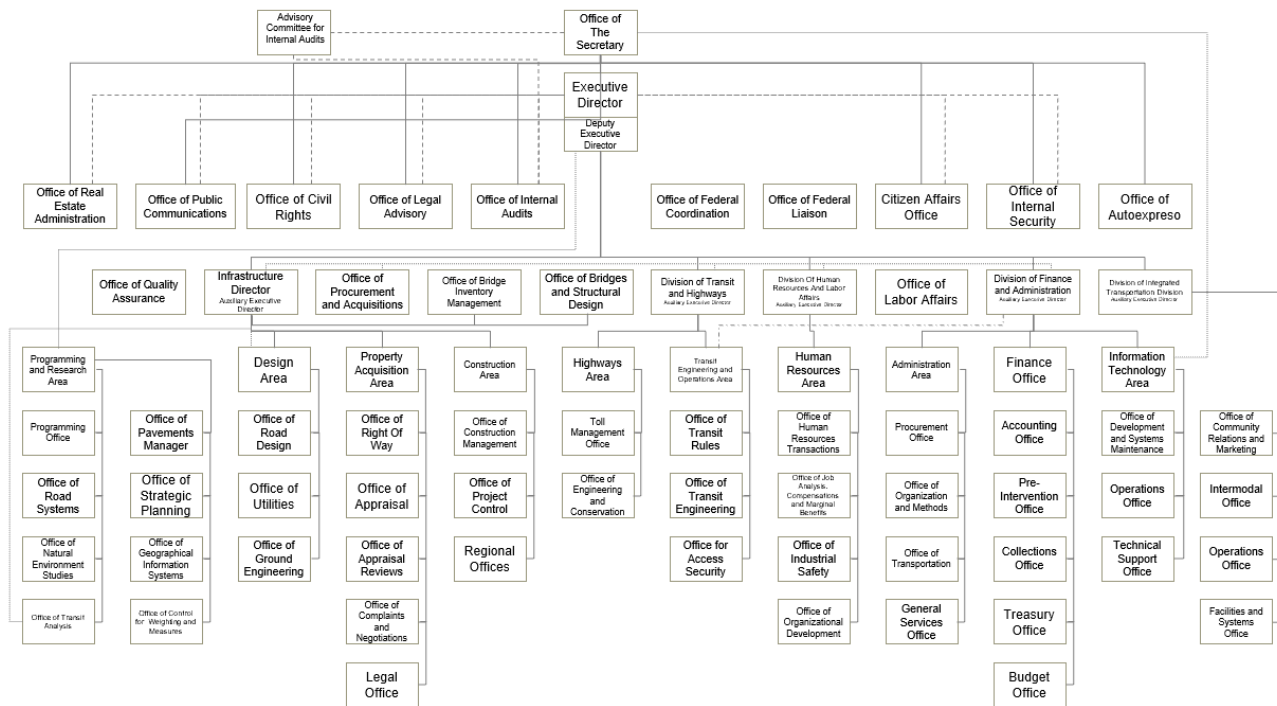 Advisory
Committee for
Internal Audits
Office of
The
Secretary
Executive
Director
Deputy
Executive
Director
Office of Real
Estate
Administration
Office of Public
Communications
Office of Civil
Rights
Office of Legal
Advisory
Office of Internal
Audits
Office of Federal
Coordination
Office of Federal
Liaison
Citizen Affairs
Office
Office of
Internal
Security
Office of
Autoexpreso
Office of Quality
Assurance
Infrastructure
Director
Auxiliary Executive
Director
Office of
Procurement
and Acquisitions
Office of Bridge
Inventory
Management
Office of Bridges
and Structural
Design
Division of Transit
and Highways
Auxiliary Executive Director
Division Of Human
Resources And Labor
Affairs
Auxiliary Executive Director
Office of
Labor Affairs
Division of Finance
and Administration
Auxiliary Executive Director
Division of Integrated
Transportation Division
Auxiliary Executive Director
Programming
and Research
Area
Design
Area
Property
Acquisition
Area
Construction
Area
Highways
Area
Transit
Engineering and
Operations Area
Human
Resources
Area
Administration
Area
Finance
Office
Information
Technology
Area
Programming
Office
Office of
Pavements
Manager
Office of
Road
Design
Office of
Right Of
Way
Office of
Construction
Management
Toll
Management
Office
Office of
Transit
Rules
Office of
Human
Resources
Transactions
Procurement
Office
Accounting
Office
Office of
Development
and Systems
Maintenance
Office of
Community
Relations and
Marketing
Office of
Road
Systems
Office of
Strategic
Planning
Office of
Utilities
Office of
Appraisal
Office of
Project
Control
Office of
Engineering
and
Conservation
Office of
Transit
Engineering
Office of Job
Analysis,
Compensations
and Marginal
Benefits
Office of
Organization
and Methods
Pre-
Intervention
Office
Operations
Office
Intermodal
Office
Office of
Natural
Environment
Studies
Office of
Geographical
Information
Systems
Office of
Ground
Engineering
Office of
Appraisal
Reviews
Regional
Offices
Office for
Access
Security
Office of
Industrial
Safety
Office of
Transportation
Collections
Office
Technical
Support
Office
Operations
Office
Office of Transit
Analysis
Office of Control
for Weighting and
Measures
Office of
Complaints
and
Negotiations
Office of
Organizational
Development
General
Services
Office
Treasury
Office
Facilities and
Systems
Office
Legal
Office
Budget
Office